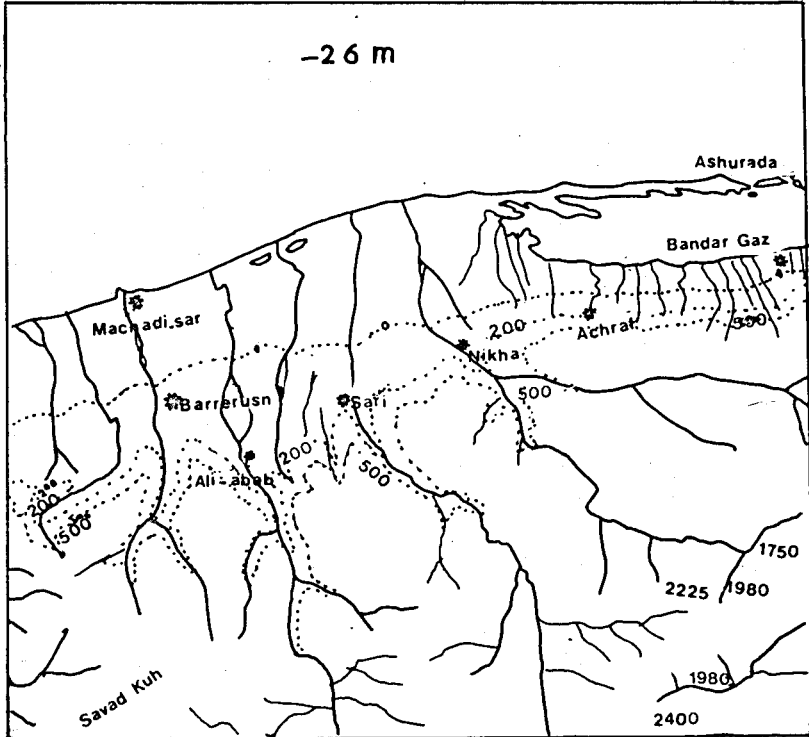 -26 m
Ashurada
Bandar Gaz
Machadi sar
200
Achraf
500
Nikha
500
Barrerusn
Sari
200
500
Ali-abab
200
500
1750
2225
1980
1980
Savad Kuh
2400